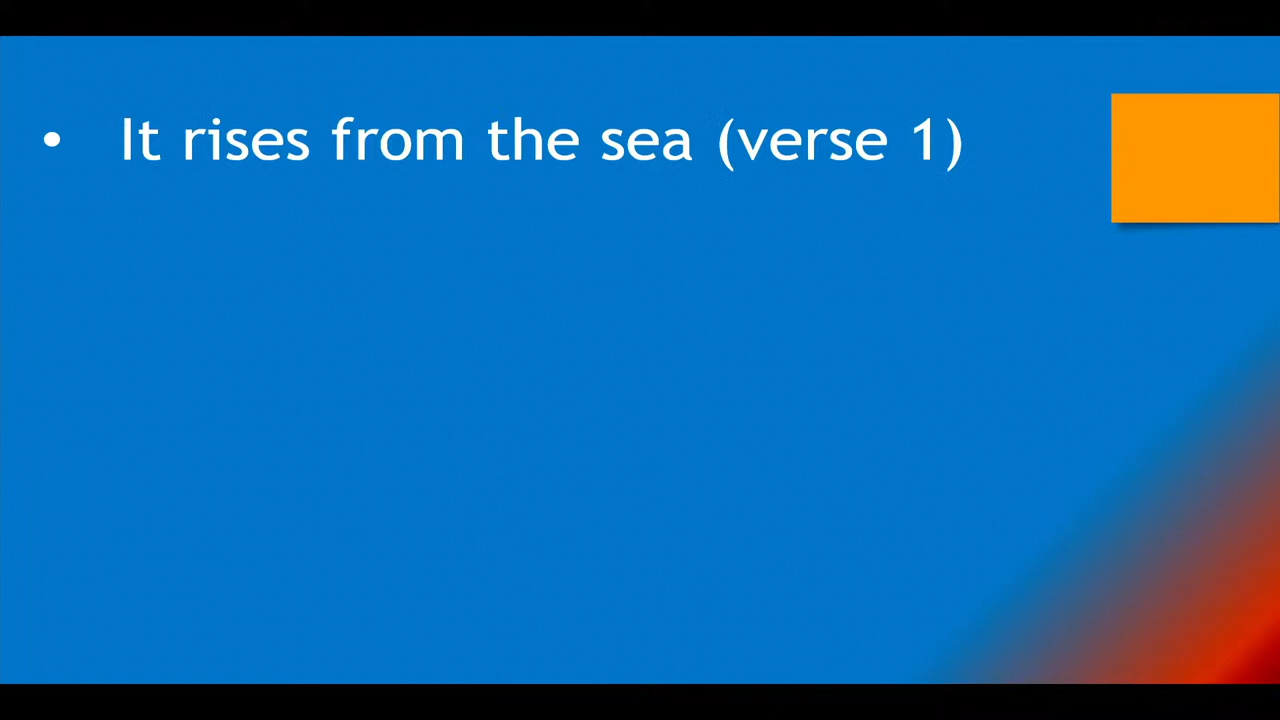 • It rises from the sea (verse 1)